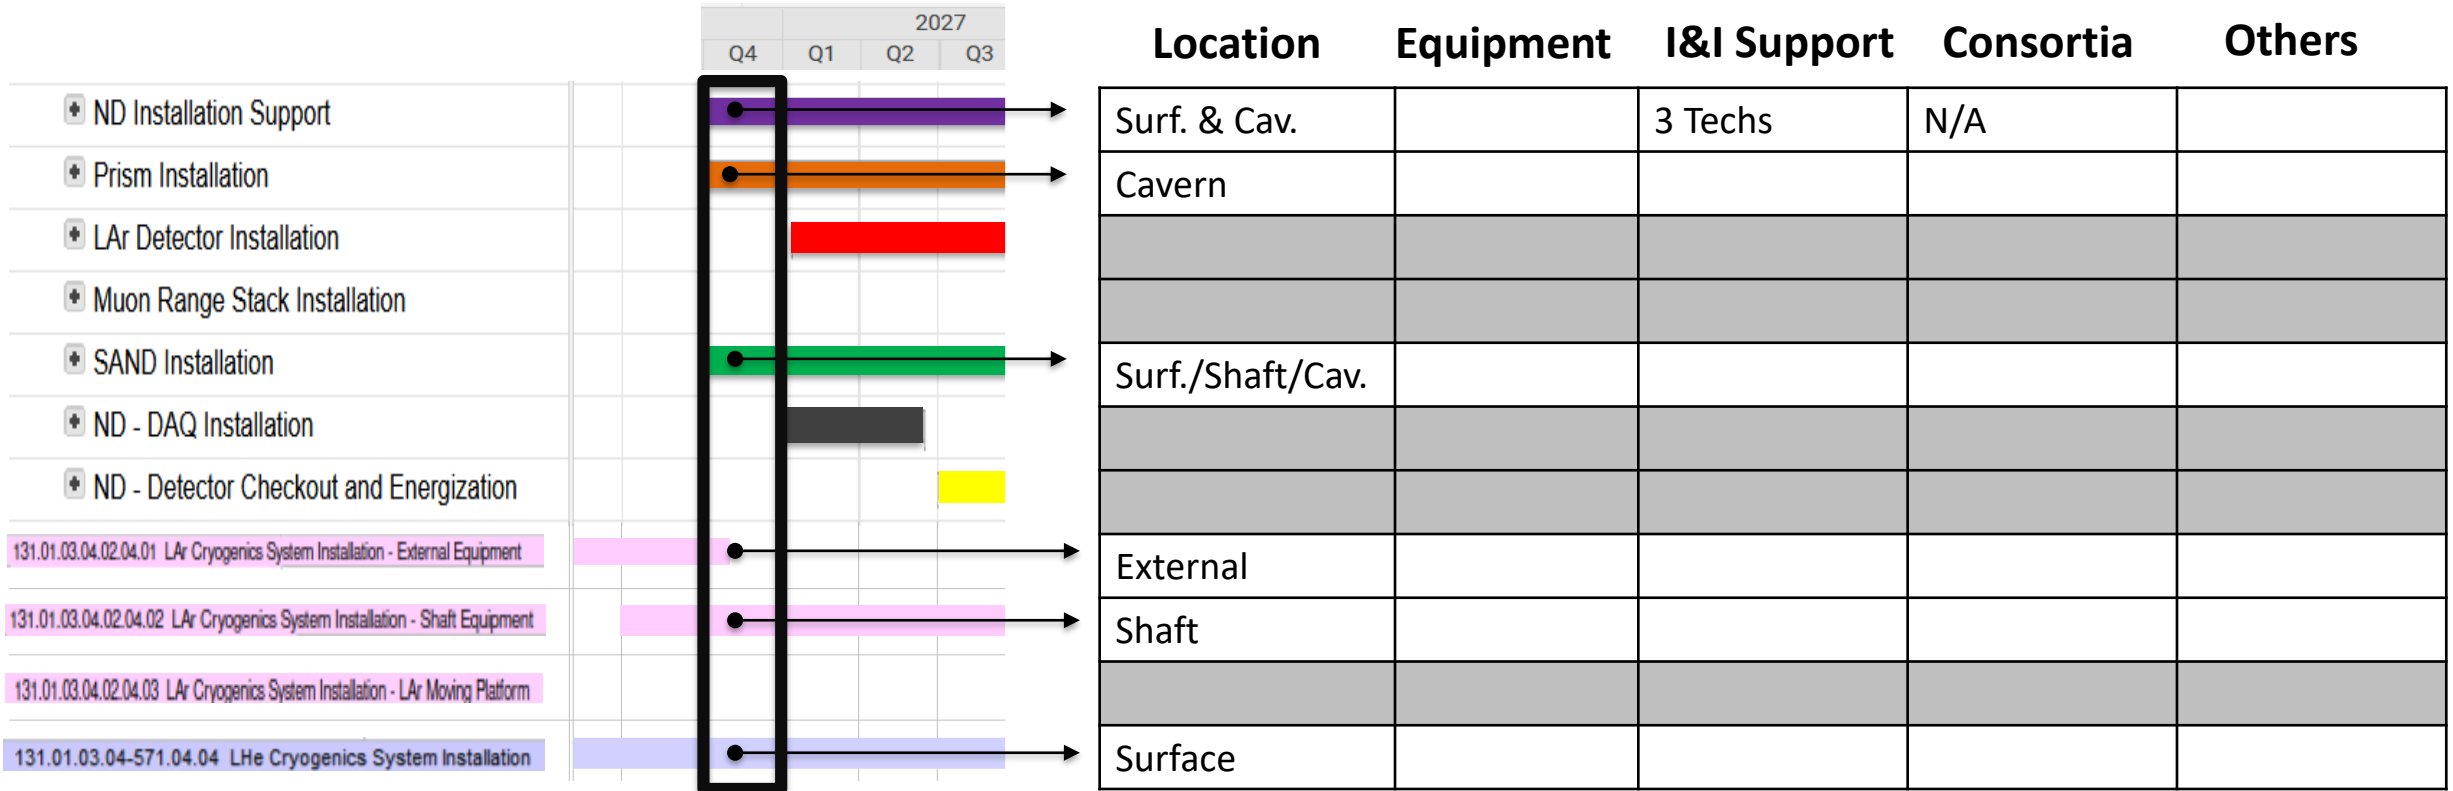 2027
Q4 Q1 Q2 Q3
Location Equipment I&I Support Consortia Others
ND Installation Support Surf. & Cav. 3 Techs N/A
Prism Installation Cavern
LAr Detector Installation
Muon Range Stack Installation
SAND Installation Surf./Shaft/Cav.
ND - DAQ Installation
ND - Detector Checkout and Energization
131.01.03.04.02.04.01 LAr Cryogenics System Installation - External Equipment External
131.01.03.04.02.04.02 LAr Cryogenics System Installation - Shaft Equipment Shaft
131.01.03.04.02.04.03 LAr Cryogenics System Installation - LAr Moving Platform
131.01.03.04-571.04.04 LHe Cryogenics System Installation Surface